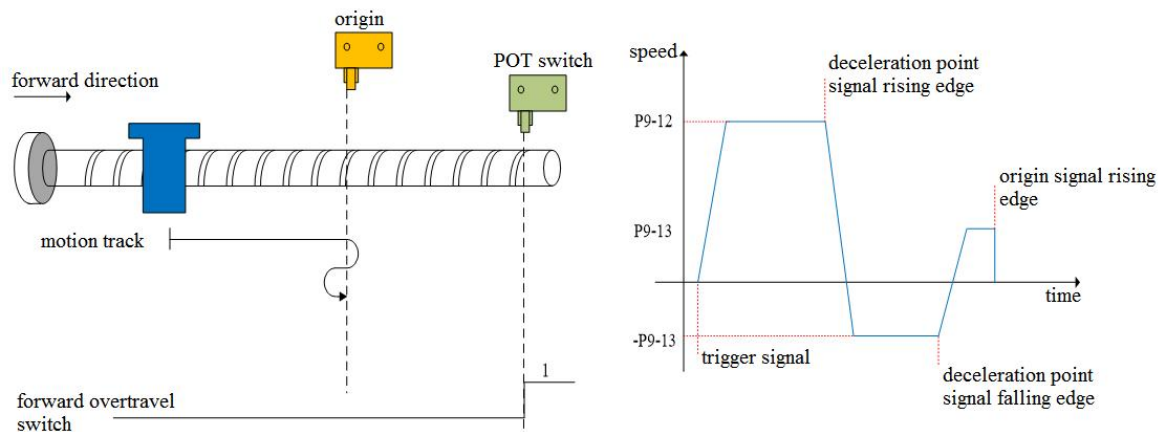 origin
POT switch
forward direction
motion track
1
forward overtravel
switch
speed
deceleration point
signal rising edge
P9-12
origin signal rising
edge
P9-13
time
-P9-13
trigger signal
deceleration point
signal falling edge